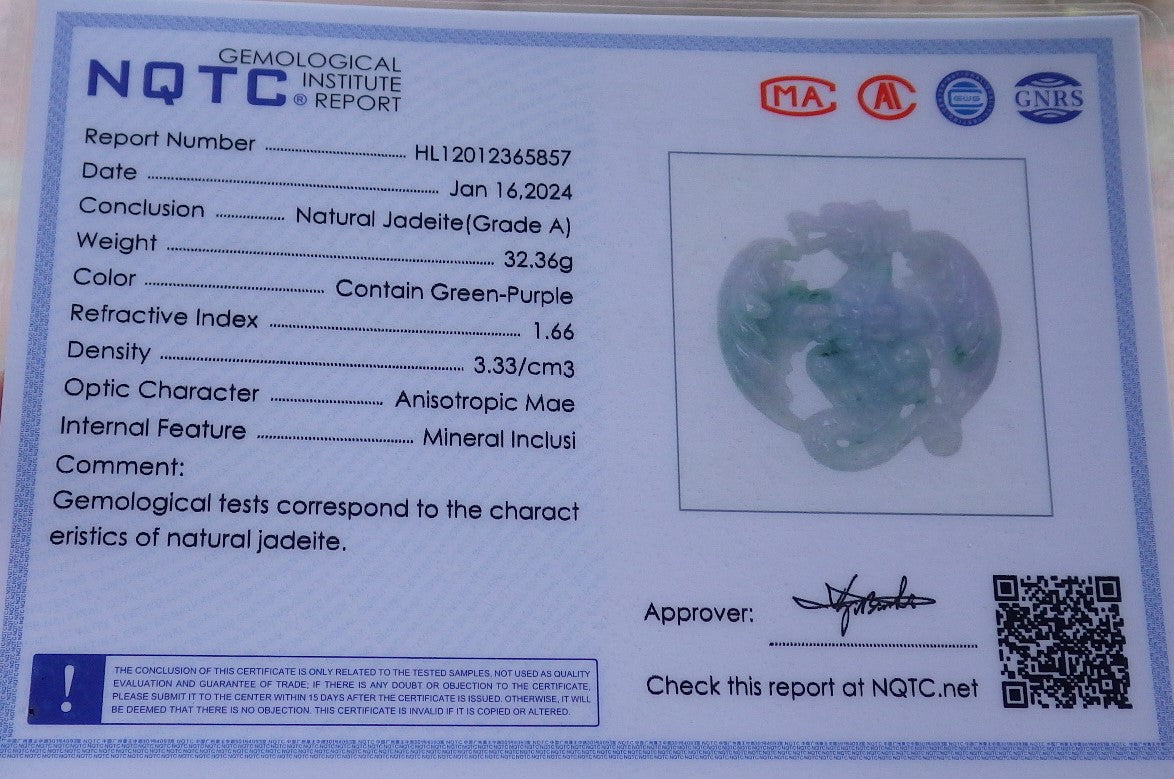 NQTC® GEMOLOGICAL INSTITUTE REPORT
MA
AL
GNRS
Report Number HL12012365857
Date Jan 16,2024
Conclusion Natural Jadeite(Grade A)
Weight 32.36g
Color Contain Green-Purple
Refractive Index 1.66
Density 3.33/cm3
Optic Character Anisotropic Mae
Internal Feature Mineral Inclusi
Comment:
Gemological tests correspond to the charact
eristics of natural jadeite.
Approver:
Check this report at NQTC.net
!
THE CONCLUSION OF THIS CERTIFICATE IS ONLY RELATED TO THE TESTED SAMPLES, NOT USED AS QUALITY
EVALUATION AND GUARANTEE OF TRADE; IF THERE IS ANY DOUBT OR OBJECTION TO THE CERTIFICATE,
PLEASE SUBMIT IT TO THE CENTER WITHIN 15 DAYS AFTER THE CERTIFICATE IS ISSUED. OTHERWISE, IT WILL
BE DEEMED THAT THERE IS NO OBJECTION. THIS CERTIFICATE IS INVALID IF IT IS COPIED OR ALTERED.